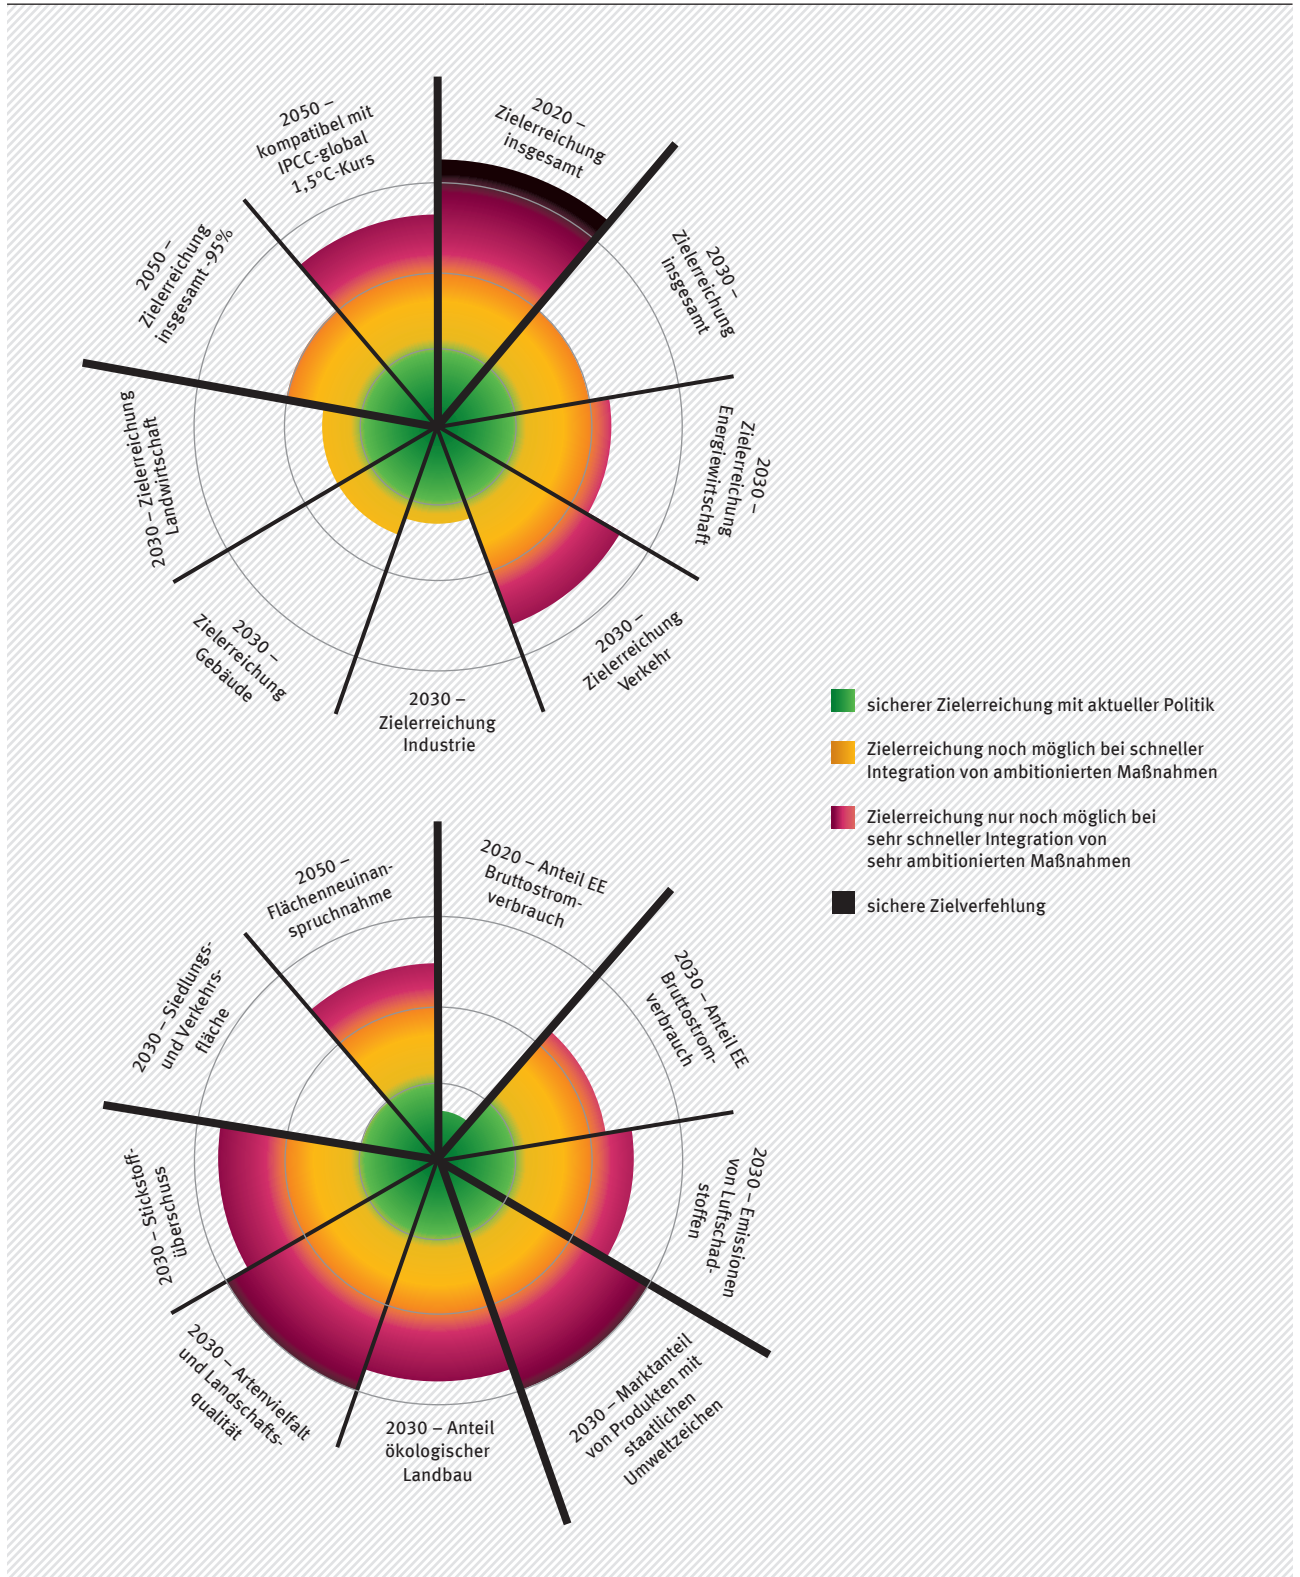 2050 –
kompatibel mit
IPCC-global
1,5°C-Kurs
2020 –
Zielerreichung
insgesamt
2030 –
Zielerreichung
insgesamt
2030 –
Zielerreichung
Energiewirtschaft
2030 –
Zielerreichung
Verkehr
2030 –
Zielerreichung
Industrie
2030 –
Zielerreichung
Gebäude
2030 – Zielerreichung
Landwirtschaft
2050 –
Zielerreichung
insgesamt -95%
sicherer Zielerreichung mit aktueller Politik
Zielerreichung noch möglich bei schneller
Integration von ambitionierten Maßnahmen
Zielerreichung nur noch möglich bei
sehr schneller Integration von
sehr ambitionierten Maßnahmen
sichere Zielverfehlung
2050 –
Flächenneuinan-
spruchnahme
2020 – Anteil EE
Bruttostrom-
verbrauch
2030 – Anteil EE
Bruttostrom-
verbrauch
2030 – Emissionen
von Luftschad-
stoffen
2030 – Marktanteil
von Produkten mit
staatlichen
Umweltzeichen
2030 – Anteil
ökologischer
Landbau
2030 – Artenvielfalt
und Landschafts-
qualität
2030 – Stickstoff-
überschuss
2030 – Siedlungs-
und Verkehrs-
fläche